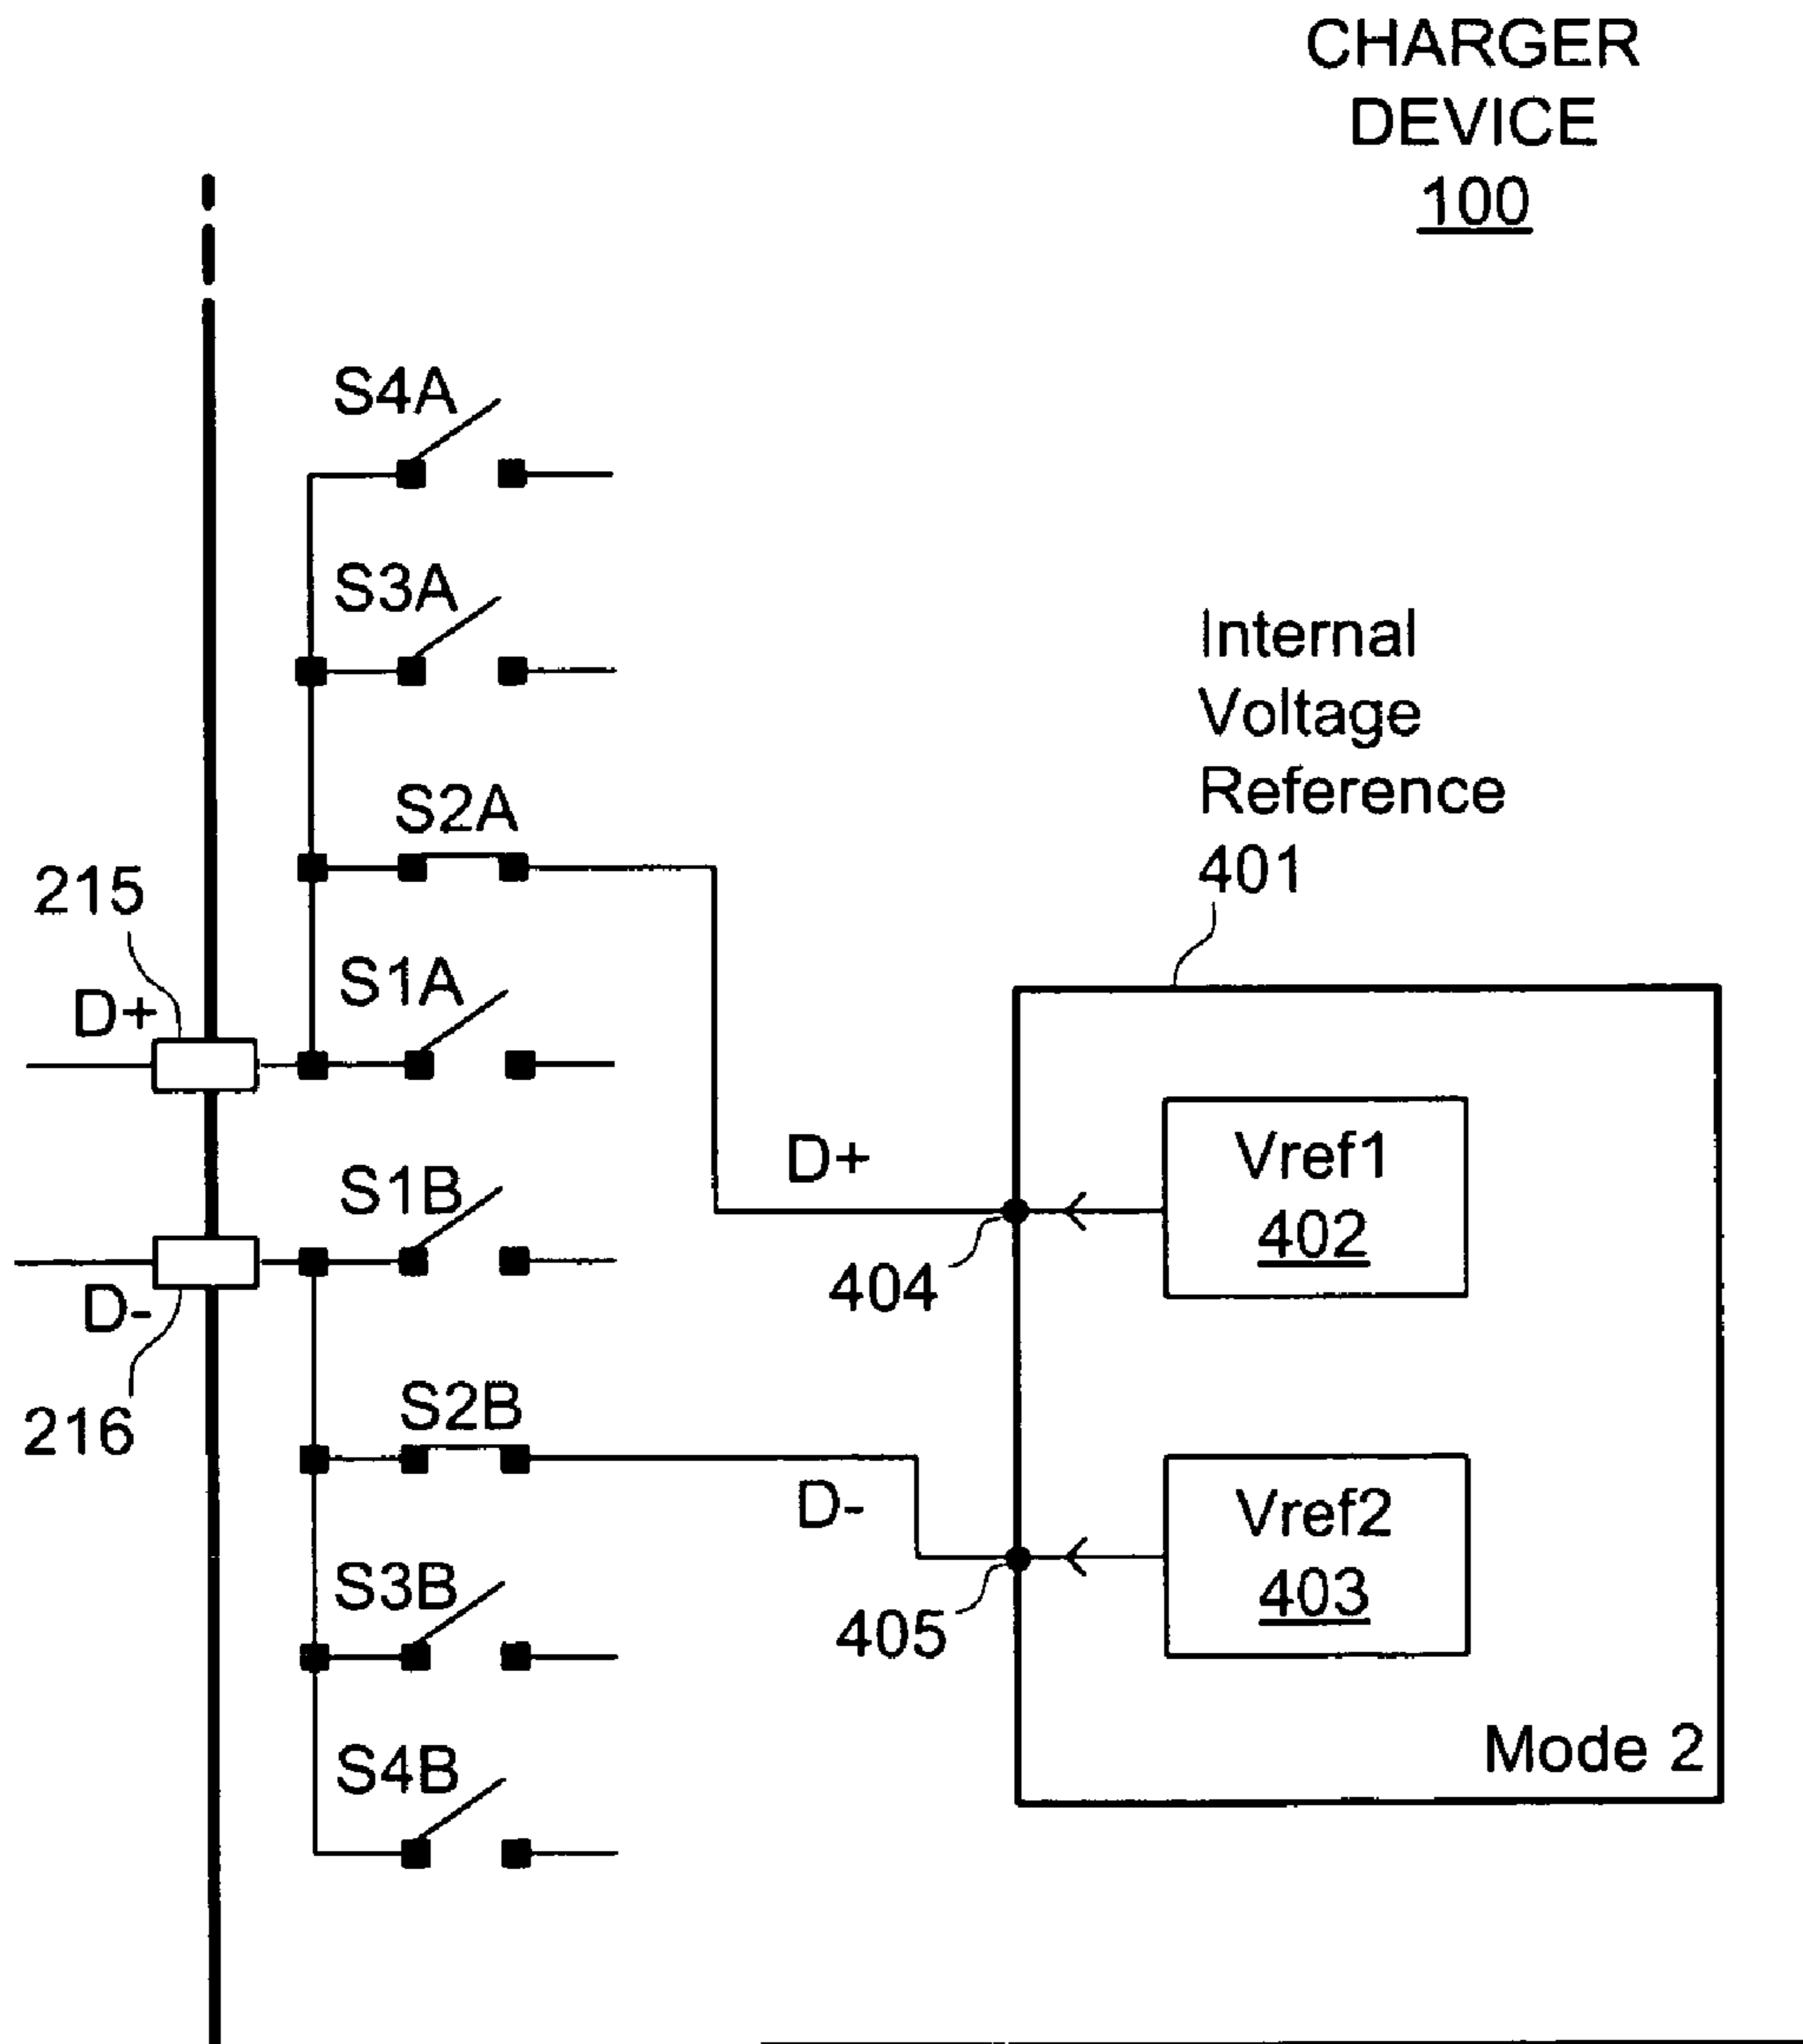 CHARGER
DEVICE
100
S4A
S3A
Internal
Voltage
Reference
401
S2A
215
D+
S1A
D+
Vref1
402
S1B
404
D-
216
S2B
D-
Vref2
403
S3B
405
Mode 2
S4B